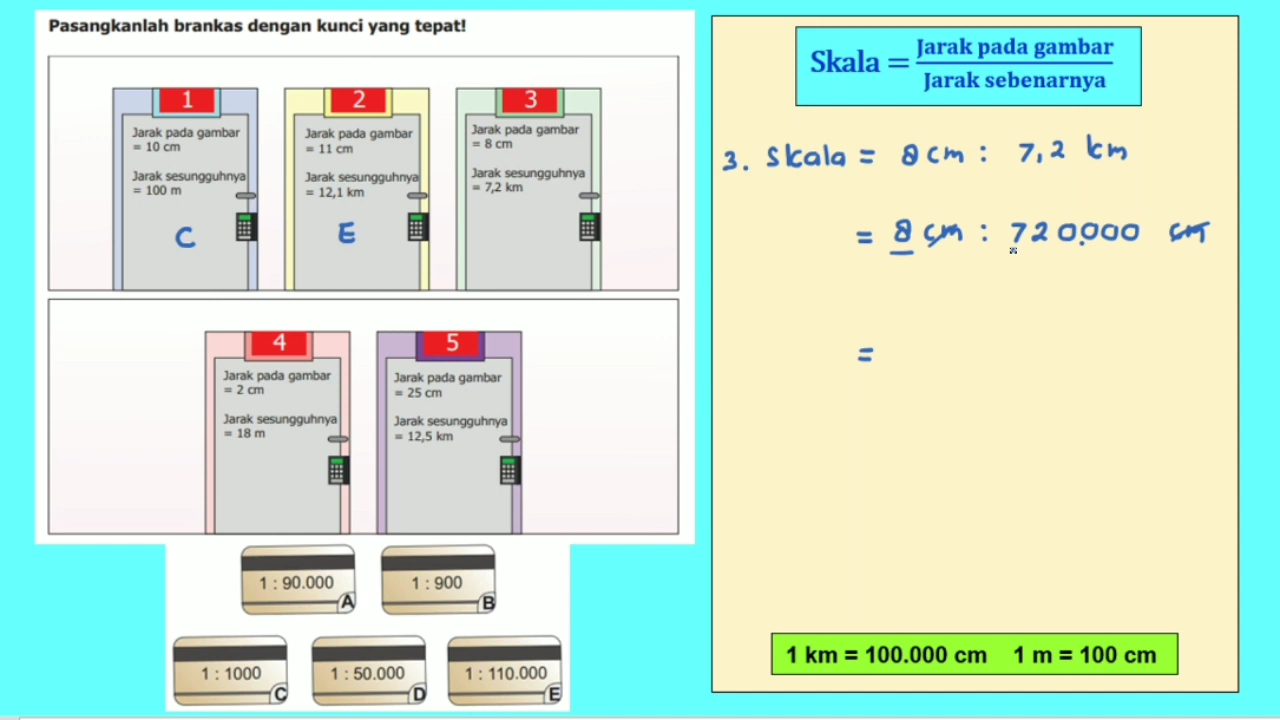 Pasangkanlah brankas dengan kunci yang tepat!
1
Jarak pada gambar
= 10 cm
Jarak sesungguhnya
= 100 m
C
2
Jarak pada gambar
= 11 cm
Jarak sesungguhnya
= 12,1 km
E
3
Jarak pada gambar
= 8 cm
Jarak sesungguhnya
= 7,2 km
4
Jarak pada gambar
= 2 cm
Jarak sesungguhnya
= 18 m
5
Jarak pada gambar
= 25 cm
Jarak sesungguhnya
= 12,5 km
1 : 90.000
A
1 : 900
B
1 : 1000
C
1 : 50.000
D
1 : 110.000
E
Skala = Jarak pada gambar
Jarak sebenarnya
3. Skala = 8 cm : 7,2 km
= 8 cm : 720.000 cm
=
1 km = 100.000 cm 1 m = 100 cm